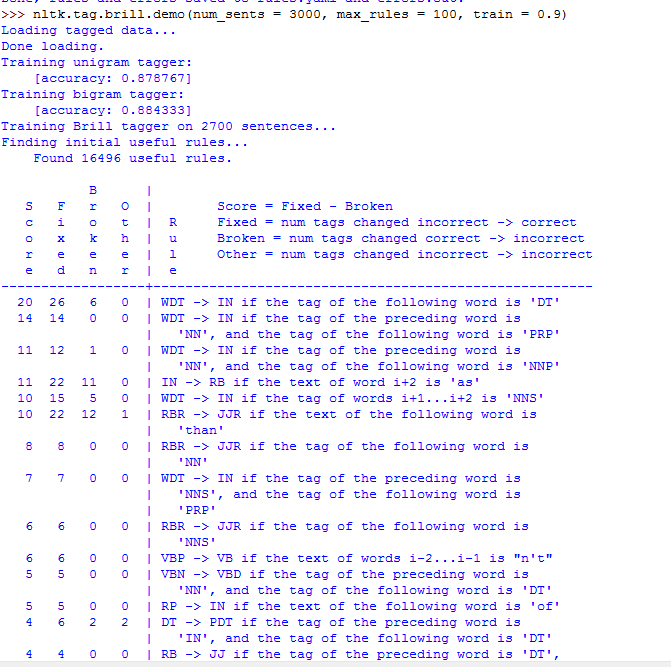 >>> nltk.tag.brill.demo(num_sents = 3000, max_rules = 100, train = 0.9)
Loading tagged data...
Done loading.
Training unigram tagger:
    [accuracy: 0.878767]
Training bigram tagger:
    [accuracy: 0.884333]
Training Brill tagger on 2700 sentences...
Finding initial useful rules...
    Found 16496 useful rules.
           B      |
   S   F   r   O  |        Score = Fixed - Broken
   c   i   o   t  |  R     Fixed = num tags changed incorrect -> correct
   o   x   k   h  |  u     Broken = num tags changed correct -> incorrect
   r   e   e   e  |  l     Other = num tags changed incorrect -> incorrect
   e   d   n   r  |  e
------------------+-------------------------------------------------------
  20  26   6   0  | WDT -> IN if the tag of the following word is 'DT'
  14  14   0   0  | WDT -> IN if the tag of the preceding word is
                  |   'NN', and the tag of the following word is 'PRP'
  11  12   1   0  | WDT -> IN if the tag of the preceding word is
                  |   'NN', and the tag of the following word is 'NNP'
  11  22  11   0  | IN -> RB if the text of word i+2 is 'as'
  10  15   5   0  | WDT -> IN if the tag of words i+1...i+2 is 'NNS'
  10  22  12   1  | RBR -> JJR if the text of the following word is
                  |   'than'
   8   8   0   0  | RBR -> JJR if the tag of the following word is
                  |   'NN'
   7   7   0   0  | WDT -> IN if the tag of the preceding word is
                  |   'NNS', and the tag of the following word is
                  |   'PRP'
   6   6   0   0  | RBR -> JJR if the tag of the following word is
                  |   'NNS'
   6   6   0   0  | VBP -> VB if the text of words i-2...i-1 is "n't"
   5   5   0   0  | VBN -> VBD if the tag of the preceding word is
                  |   'NN', and the tag of the following word is 'DT'
   5   5   0   0  | RP -> IN if the text of the following word is 'of'
   4   6   2   2  | DT -> PDT if the tag of the preceding word is
                  |   'IN', and the tag of the following word is 'DT'
   4   4   0   0  | RB -> JJ if the tag of the preceding word is 'DT',